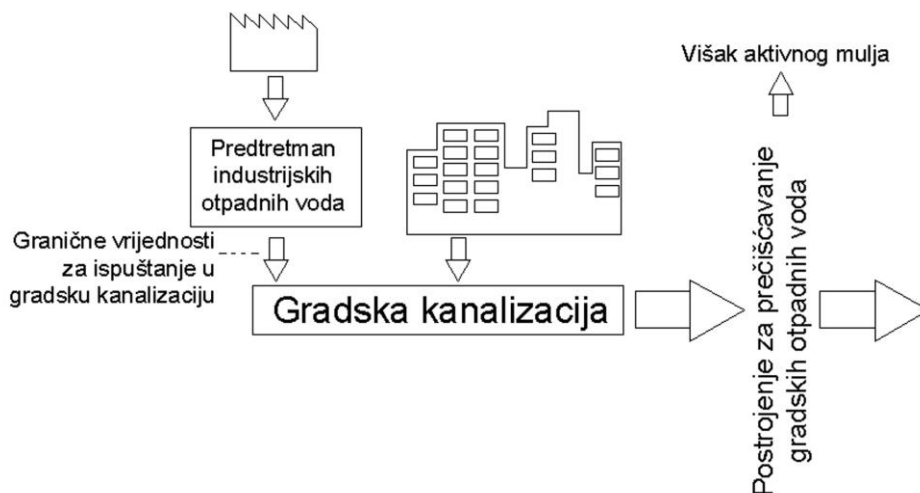 Višak aktivnog mulja
Predtretman
industrijskih
otpadnih voda
Granične vrijednosti
za ispuštanje u
gradsku kanalizaciju
Gradska kanalizacija
Postrojenje za prečišćavanje
gradskih otpadnih voda